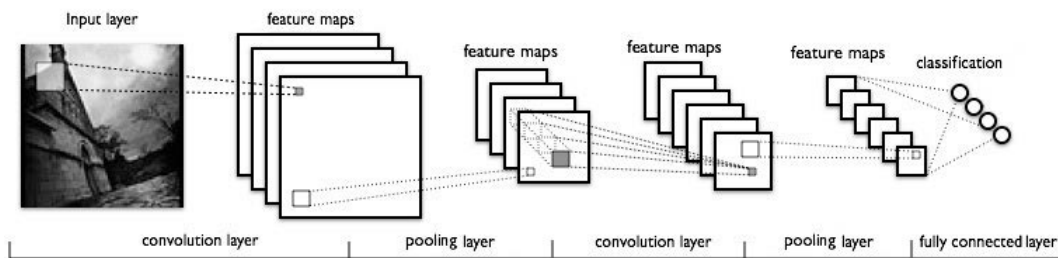 Input layer
feature maps
feature maps
feature maps
feature maps
classification
convolution layer
pooling layer
convolution layer
pooling layer
fully connected layer